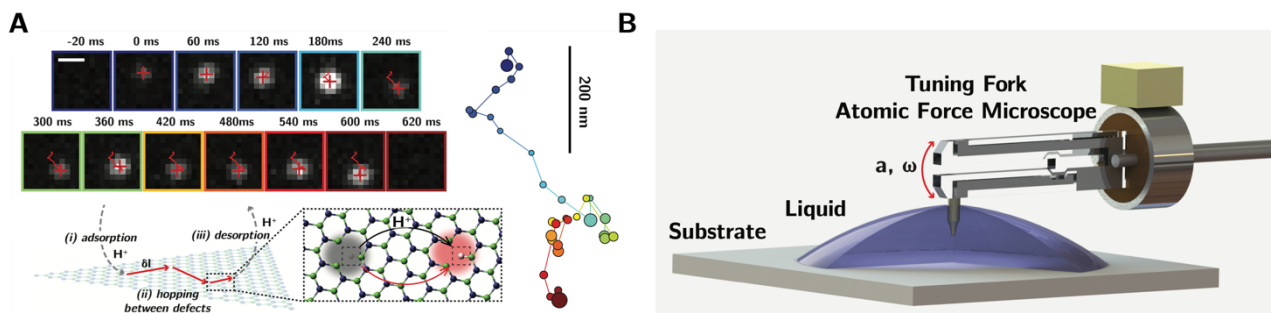 A
-20 ms 0 ms 60 ms 120 ms 180ms 240 ms
300 ms 360 ms 420 ms 480ms 540 ms 600 ms 620 ms
200 nm
(i) adsorption
H+
(iii) desorption
H+
δl
(ii) hopping
between defects
H+
B
Tuning Fork
Atomic Force Microscope
a, ω
Liquid
Substrate